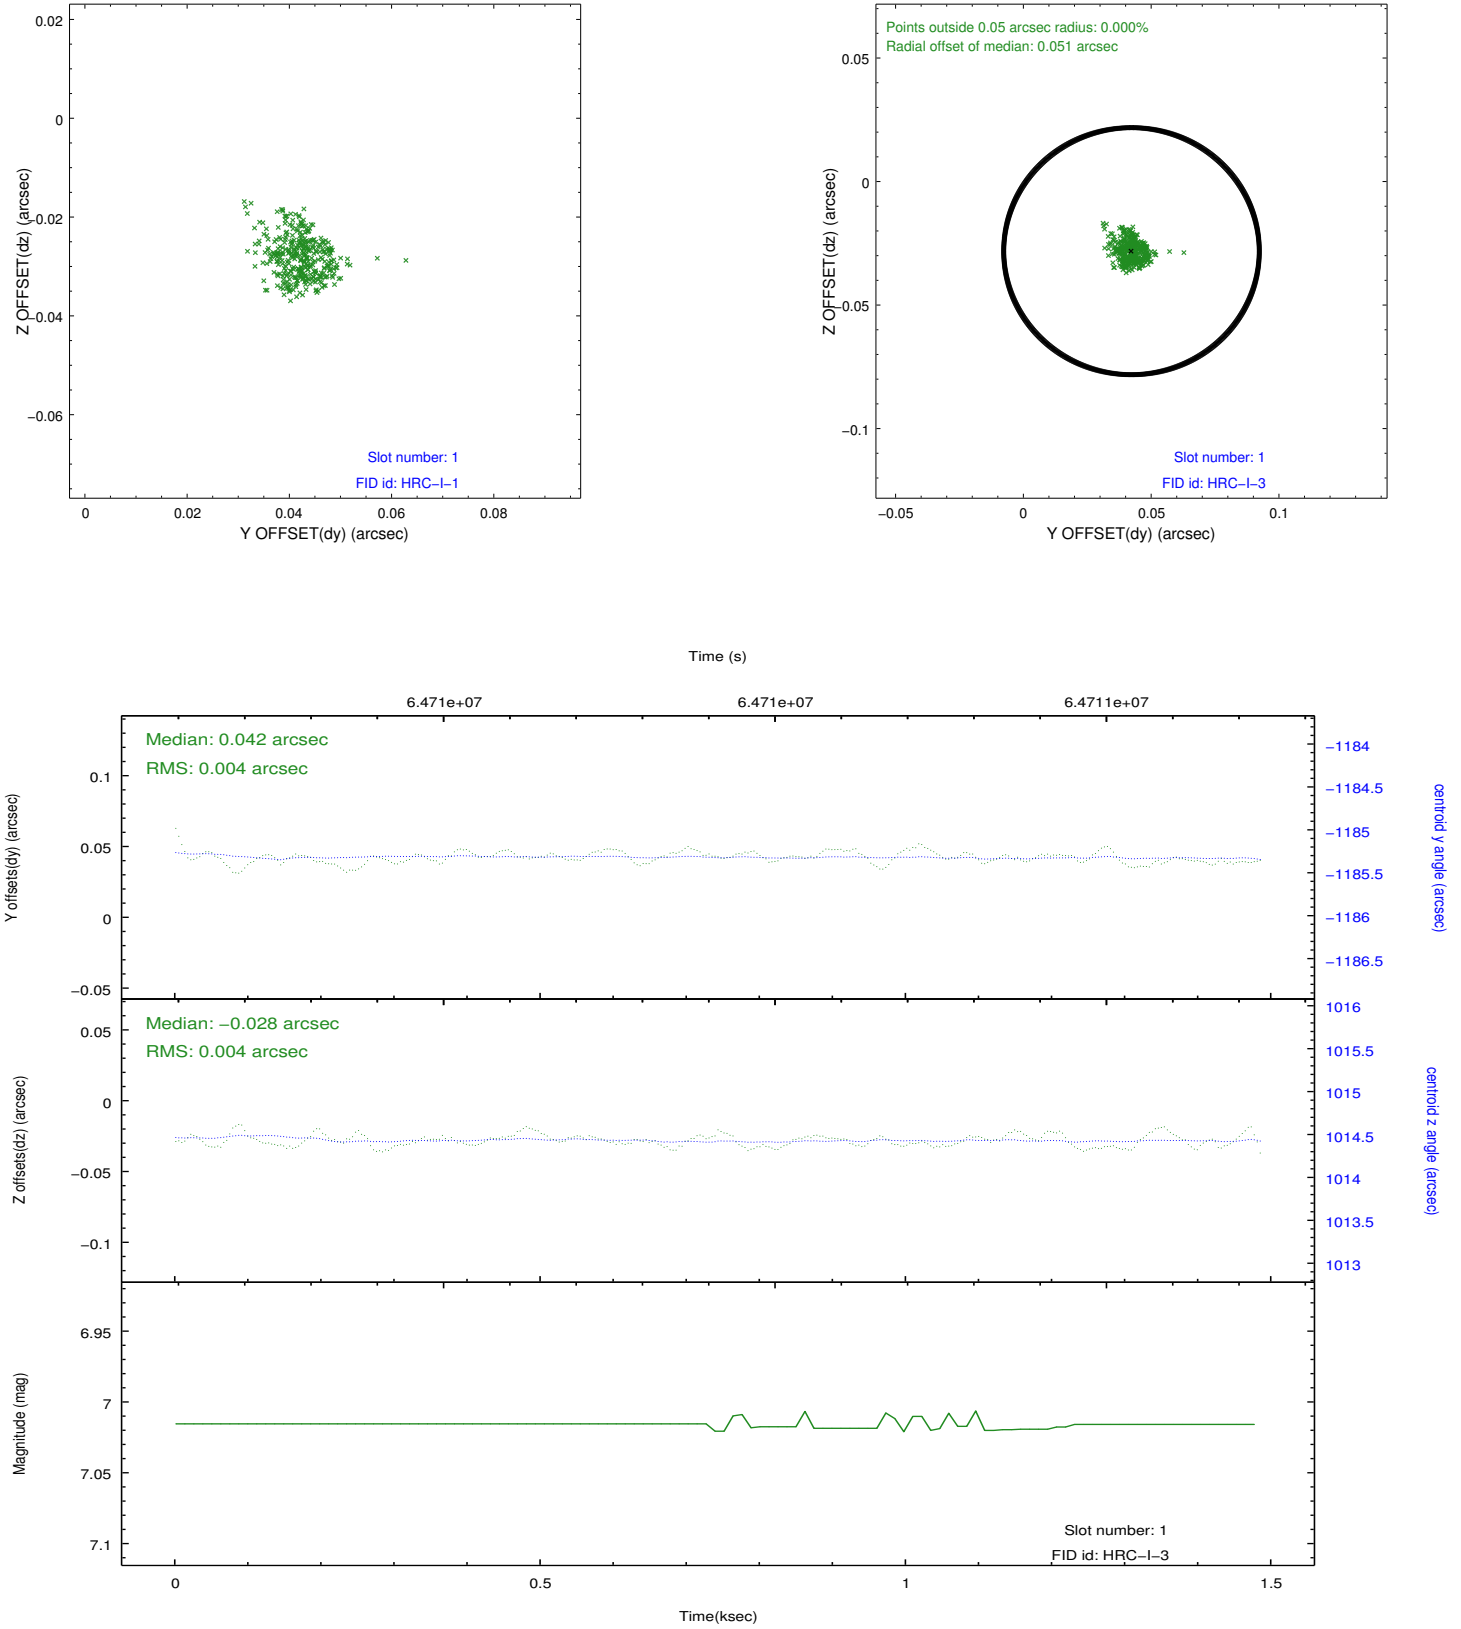 0.02
0
−0.02
−0.04
−0.06
Z OFFSET(dz) (arcsec)
Slot number: 1
FID id: HRC−I−1
0 0.02 0.04 0.06 0.08
Y OFFSET(dy) (arcsec)
Points outside 0.05 arcsec radius: 0.000%
Radial offset of median: 0.051 arcsec
0.05
0
−0.05
−0.1
Z OFFSET(dz) (arcsec)
Slot number: 1
FID id: HRC−I−3
−0.05 0 0.05 0.1
Y OFFSET(dy) (arcsec)
Time (s)
6.471e+07 6.471e+07 6.4711e+07
Median: 0.042 arcsec
RMS: 0.004 arcsec
0.1
0.05
0
−0.05
Y offsets(dy) (arcsec)
−1184
−1184.5
−1185
−1185.5
−1186
−1186.5
centroid y angle (arcsec)
Median: −0.028 arcsec
RMS: 0.004 arcsec
0.05
0
−0.05
−0.1
Z offsets(dz) (arcsec)
1016
1015.5
1015
1014.5
1014
1013.5
1013
centroid z angle (arcsec)
6.95
7
7.05
7.1
Magnitude (mag)
Slot number: 1
FID id: HRC−I−3
0 0.5 1 1.5
Time(ksec)